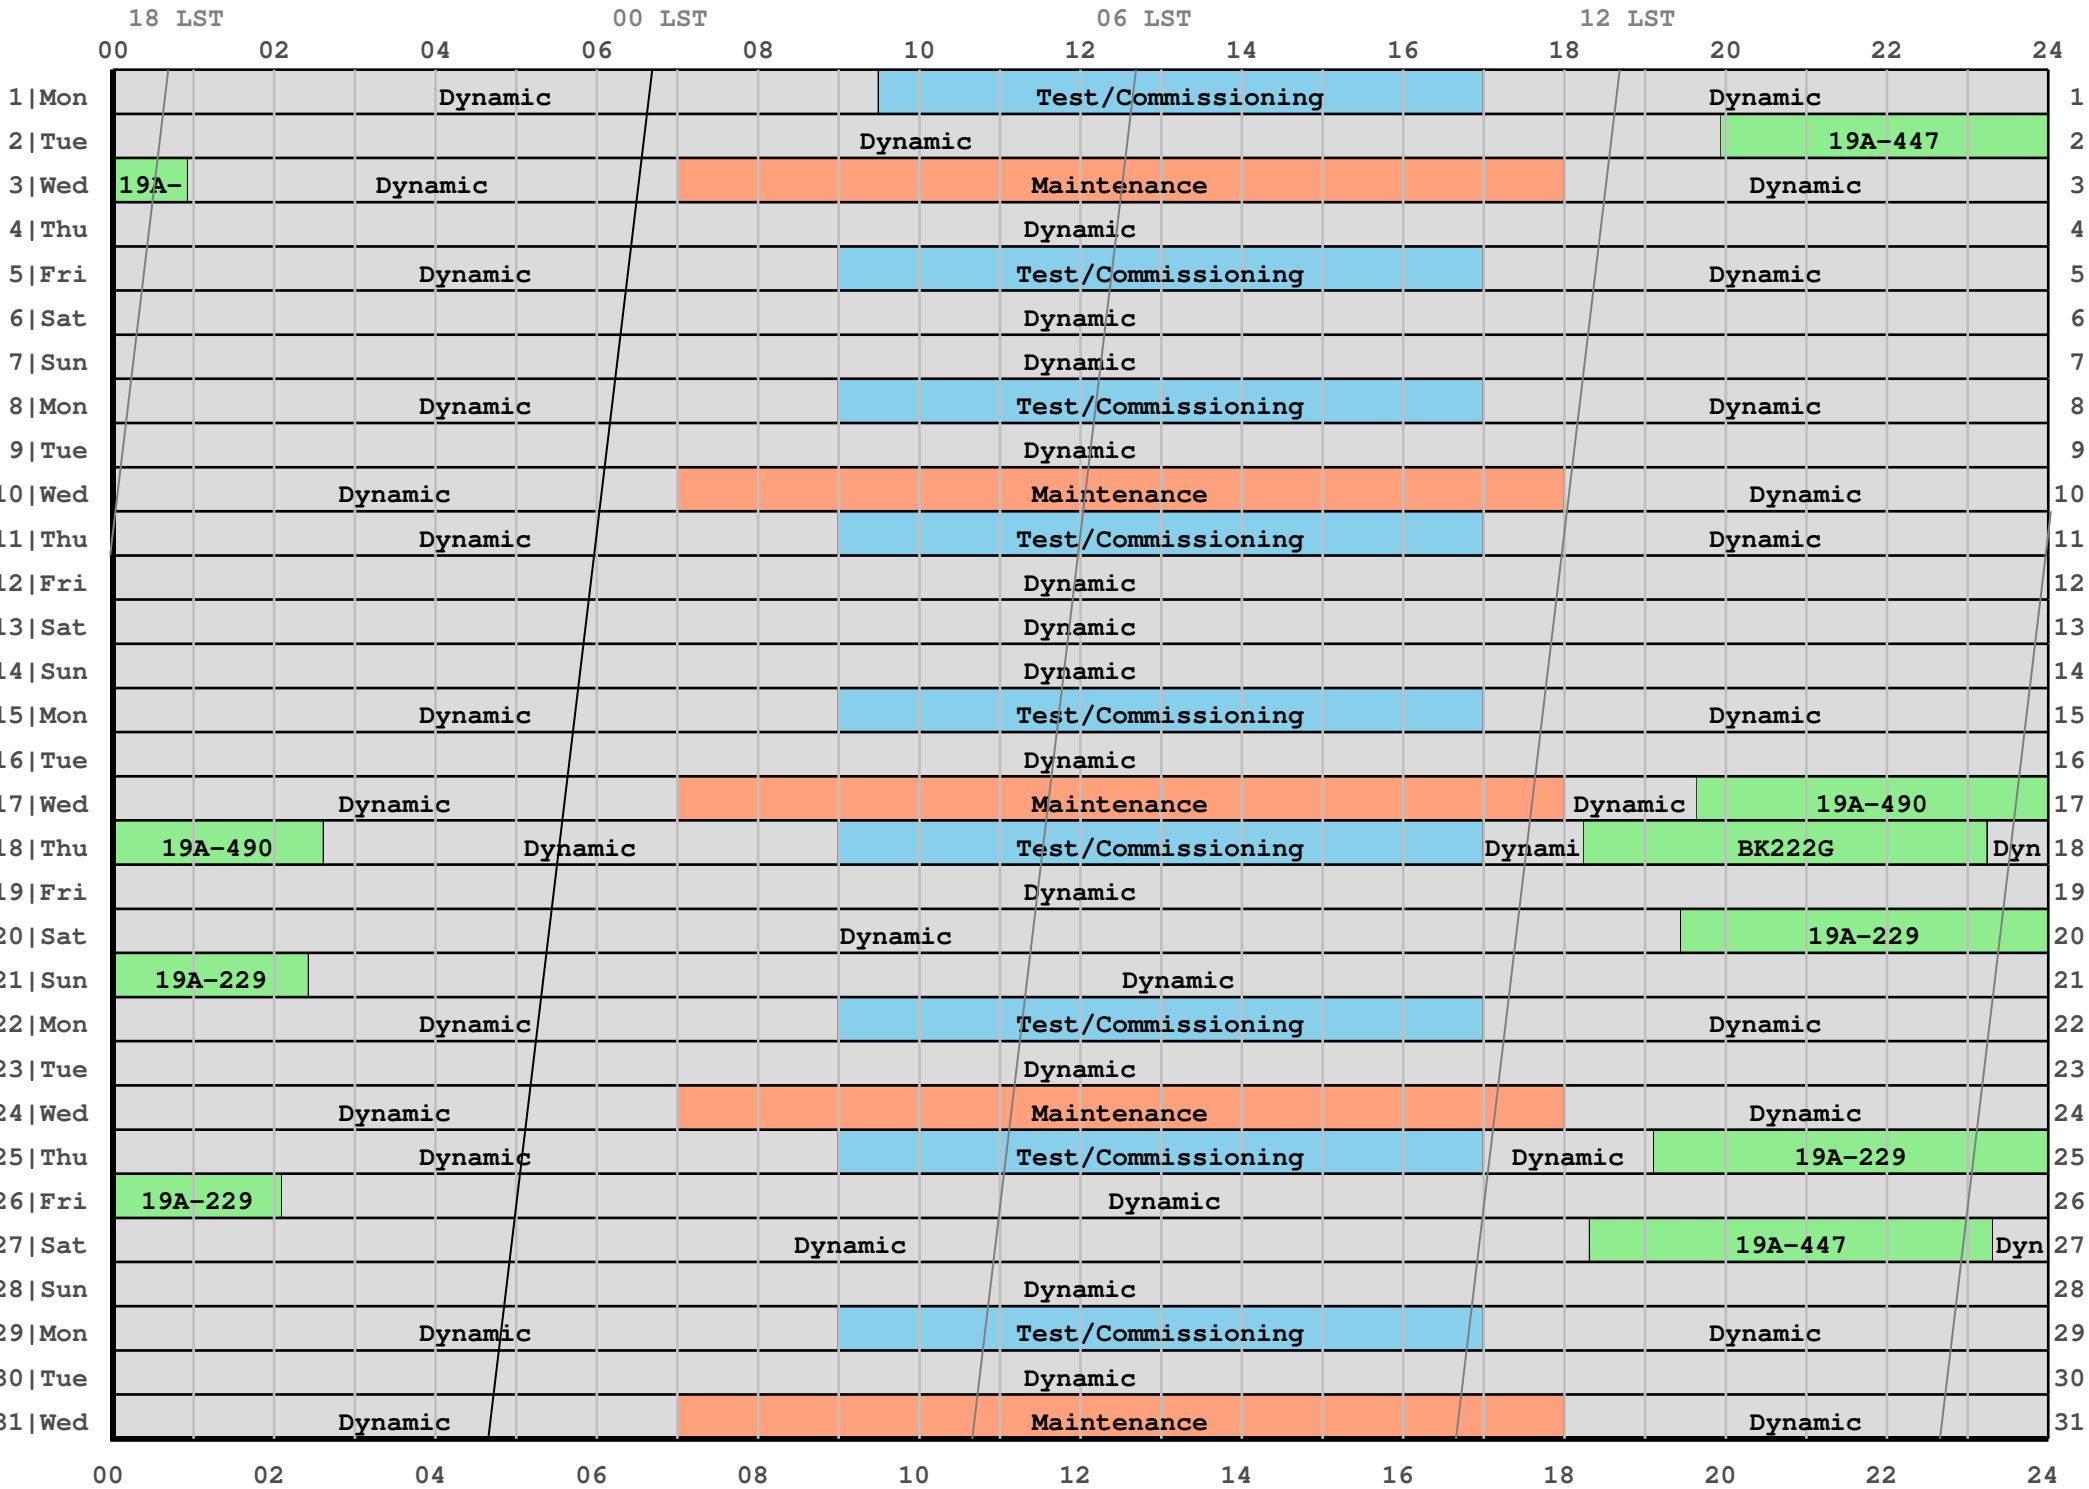 18 LST 00 LST 06 LST 12 LST
00 02 04 06 08 10 12 14 16 18 20 22 24
1|Mon Dynamic Test/Commissioning Dynamic 1
2|Tue Dynamic 19A-447 2
3|Wed 19A- Dynamic Maintenance Dynamic 3
4|Thu Dynamic 4
5|Fri Dynamic Test/Commissioning Dynamic 5
6|Sat Dynamic 6
7|Sun Dynamic 7
8|Mon Dynamic Test/Commissioning Dynamic 8
9|Tue Dynamic 9
10|Wed Dynamic Maintenance Dynamic 10
11|Thu Dynamic Test/Commissioning Dynamic 11
12|Fri Dynamic 12
13|Sat Dynamic 13
14|Sun Dynamic 14
15|Mon Dynamic Test/Commissioning Dynamic 15
16|Tue Dynamic 16
17|Wed Dynamic Maintenance Dynamic 19A-490 17
18|Thu 19A-490 Dynamic Test/Commissioning Dynami BK222G Dyn 18
19|Fri Dynamic 19
20|Sat Dynamic 19A-229 20
21|Sun 19A-229 Dynamic 21
22|Mon Dynamic Test/Commissioning Dynamic 22
23|Tue Dynamic 23
24|Wed Dynamic Maintenance Dynamic 24
25|Thu Dynamic Test/Commissioning Dynamic 19A-229 25
26|Fri 19A-229 Dynamic 26
27|Sat Dynamic 19A-447 Dyn 27
28|Sun Dynamic 28
29|Mon Dynamic Test/Commissioning Dynamic 29
30|Tue Dynamic 30
31|Wed Dynamic Maintenance Dynamic 31
00 02 04 06 08 10 12 14 16 18 20 22 24